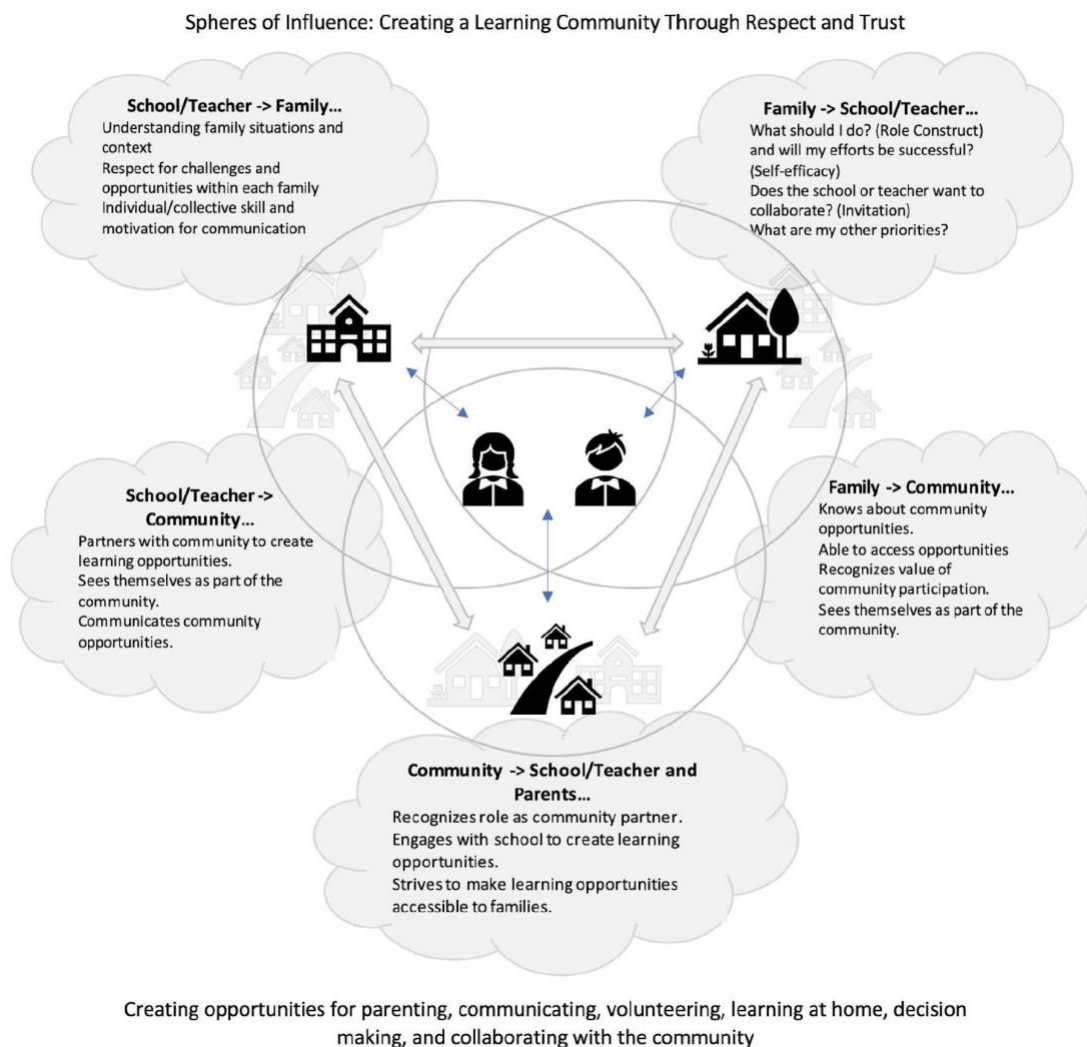 Spheres of Influence: Creating a Learning Community Through Respect and Trust
School/Teacher -> Family...
Understanding family situations and
context
Respect for challenges and
opportunities within each family
Individual/collective skill and
motivation for communication
Family -> School/Teacher...
What should I do? (Role Construct)
and will my efforts be successful?
(Self-efficacy)
Does the school or teacher want to
collaborate? (Invitation)
What are my other priorities?
School/Teacher ->
Community...
Partners with community to create
learning opportunities.
Sees themselves as part of the
community.
Communicates community
opportunities.
Family -> Community...
Knows about community
opportunities.
Able to access opportunities
Recognizes value of
community participation.
Sees themselves as part of the
community.
Community -> School/Teacher and
Parents...
Recognizes role as community partner.
Engages with school to create learning
opportunities.
Strives to make learning opportunities
accessible to families.
Creating opportunities for parenting, communicating, volunteering, learning at home, decision
making, and collaborating with the community